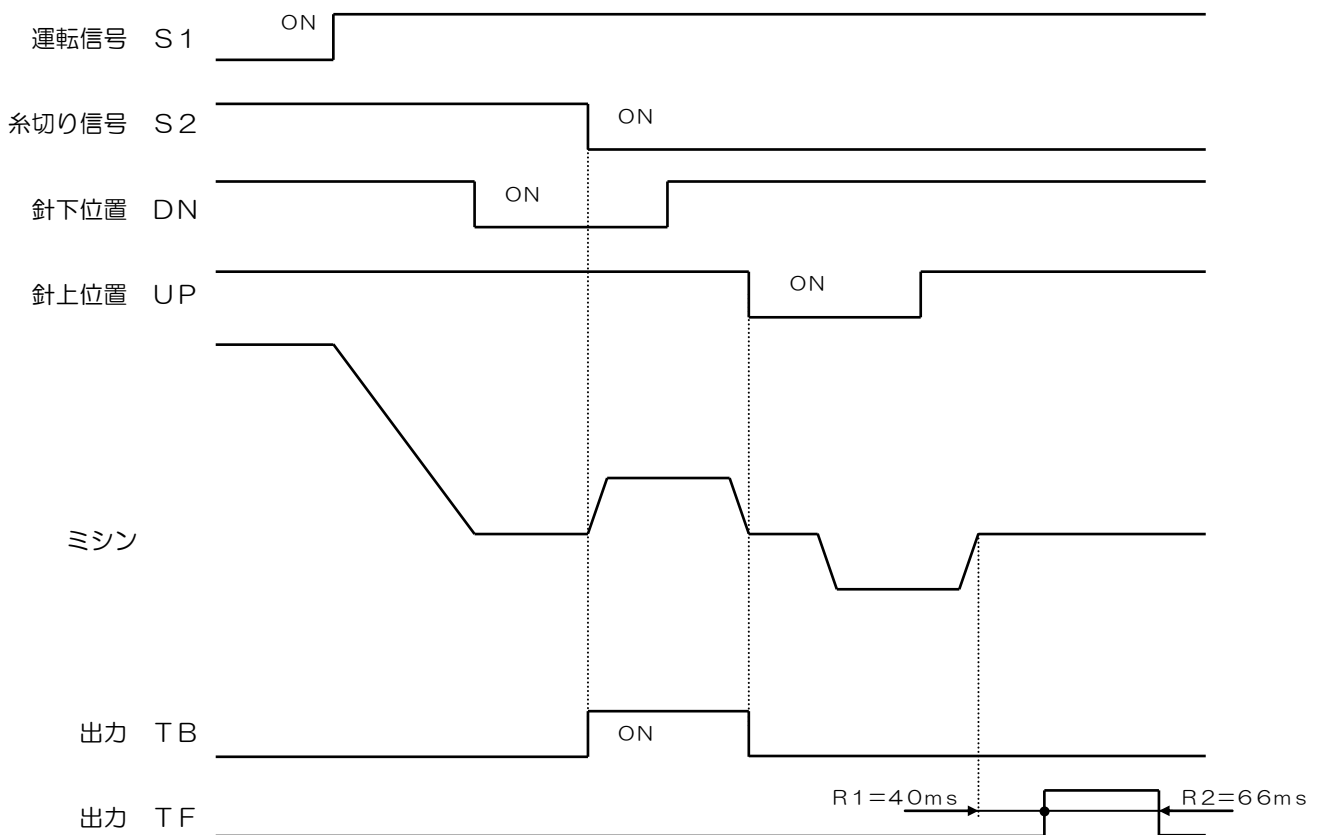 運転信号 S1 ON
糸切り信号 S2 ON
針下位置 DN ON
針上位置 UP ON
ミシン
出力 TB ON
出力 TF R1=40ms R2=66ms